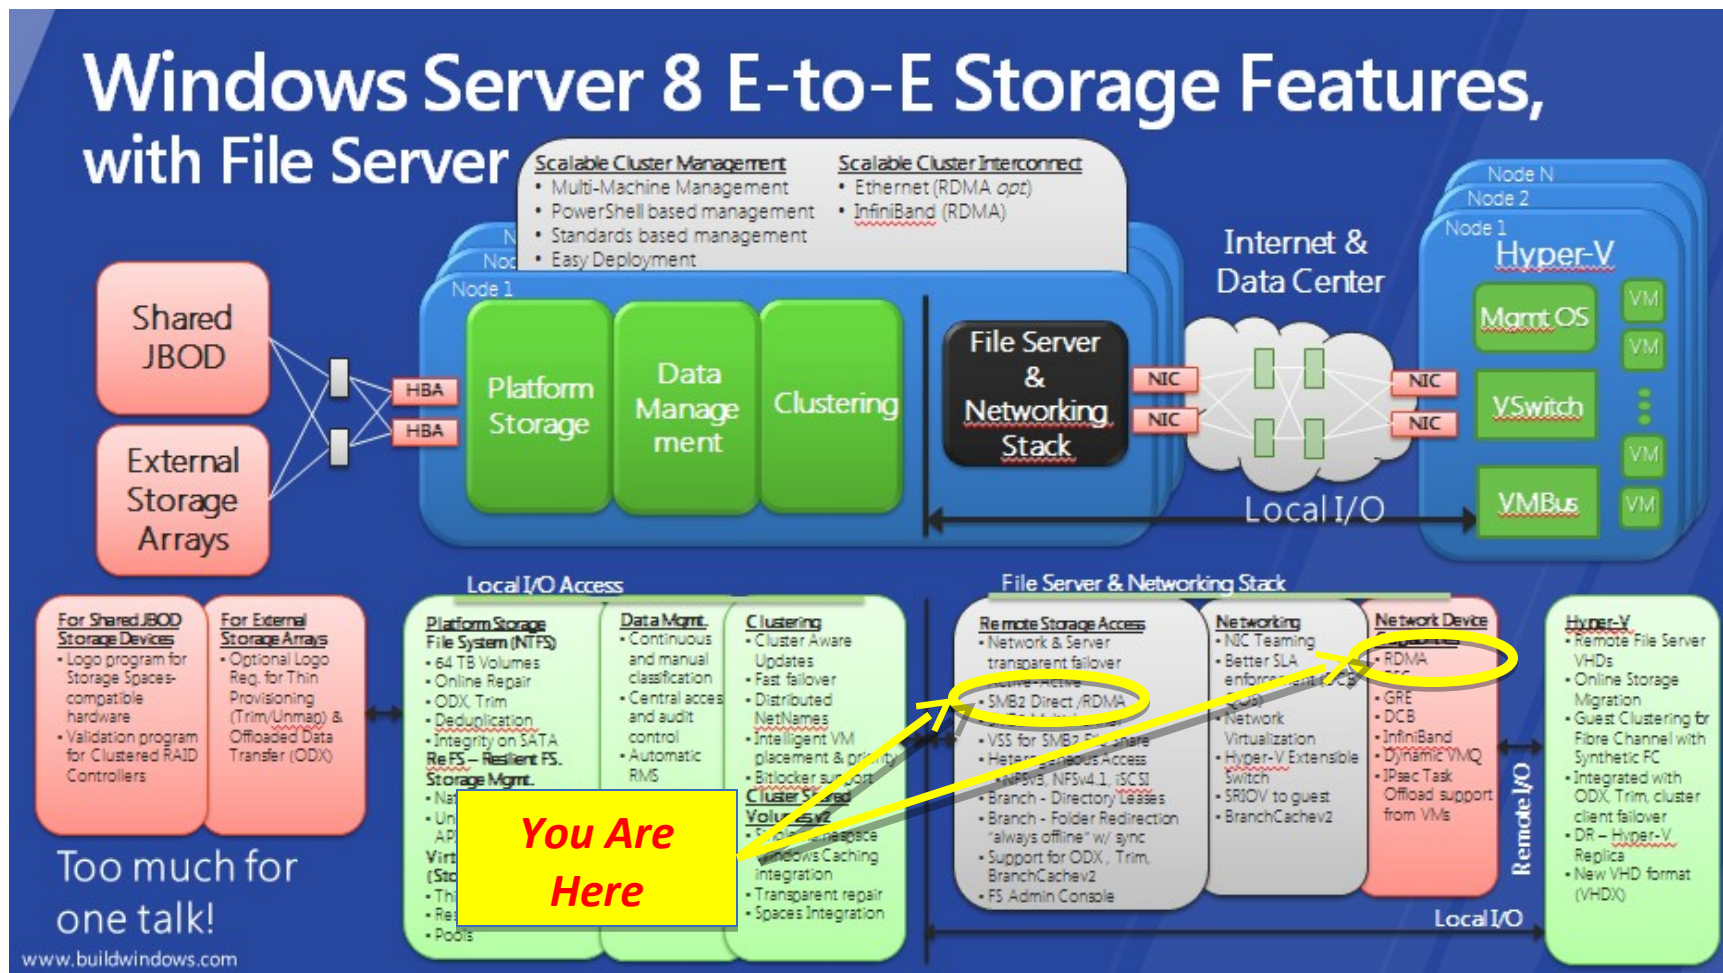 Windows Server 8 E-to-E Storage Features,
with File Server
Scalable Cluster Management
• Multi-Machine Management
• PowerShell based management
• Standards based management
• Easy Deployment
Scalable Cluster Interconnect
• Ethernet (RDMA opt)
• InfiniBand (RDMA)
Node 1
Shared
JBOD
External
Storage
Arrays
HBA
HBA
Platform
Storage
Data
Manage
ment
Clustering
File Server
&
Networking
Stack
NIC
NIC
Internet &
Data Center
NIC
NIC
Local I/O
Node N
Node 2
Node 1
Hyper-V
Mgmt OS
VSwitch
VMBus
VM
VM
VM
VM
For Shared JBOD
Storage Devices
• Logo program for
Storage Spaces-
compatible
hardware
• Validation program
for Clustered RAID
Controllers
For External
Storage Arrays
• Optional Logo
Req. for Thin
Provisioning
(Trim/Unmap) &
Offloaded Data
Transfer (ODX)
Local I/O Access
Platform Storage
File System (NTFS)
• 64 TB Volumes
• Online Repair
• ODX, Trim
• Deduplication
• Integrity on SATA
ReFS – Resilient FS.
Storage Mgmt.
• Pools
Data Mgmt.
• Continuous
and manual
classification
• Central access
and audit
control
• Automatic
RMS
Clustering
• Cluster Aware
Updates
• Fast failover
• Distributed
NetNames
• Intelligent VM
placement & priority
• Bitlocker support
Cluster Shared
Volumes v2
• Single namespace
• Windows Caching
integration
• Transparent repair
• Spaces Integration
You Are
Here
File Server & Networking Stack
Remote Storage Access
• Network & Server
transparent failover
• Active-Active
• SMB2 Direct /RDMA
• VSS for SMB2 File Share
• Heterogeneous Access
• NFSv3, NFSv4.1, iSCSI
• Branch - Directory Leases
• Branch - Folder Redirection
"always offline" w/ sync
• Support for ODX , Trim,
BranchCachev2
• FS Admin Console
Networking
• NIC Teaming
• Better SLA
enforcement (DCB
QOS)
• Network
Virtualization
• Hyper-V Extensible
Switch
• SRIOV to guest
• BranchCachev2
Network Device
• RDMA
• GRE
• DCB
• InfiniBand
• Dynamic VMQ
• IPsec Task
Offload support
from VMs
Remote I/O
Hyper-V
• Remote File Server
VHDs
• Online Storage
Migration
• Guest Clustering for
Fibre Channel with
Synthetic FC
• Integrated with
ODX, Trim, cluster
client failover
• DR – Hyper-V
Replica
• New VHD format
(VHDX)
Local I/O
Too much for
one talk!
www.buildwindows.com